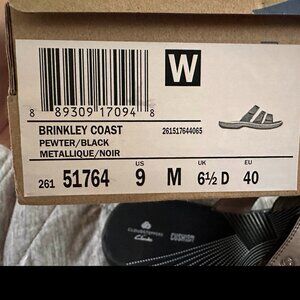 W
8 89309 17094 8
BRINKLEY COAST
261517644065
PEWTER/BLACK
METALLIQUE/NOIR
US UK EU
261 51764 9 M 6½ D 40
CLOUDSTEPPERS
Clarks
CUSHION